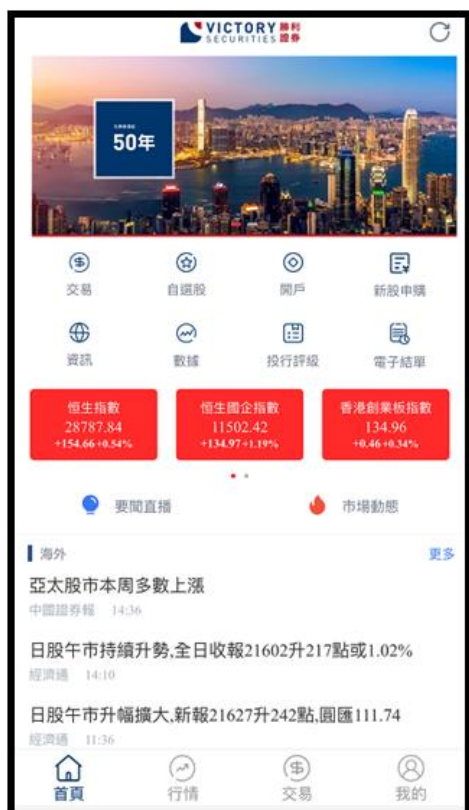 VICTORY 勝利
SECURITIES 證券
50年
交易
自選股
開戶
新股申購
資訊
數據
投行評級
電子結單
恒生指數
28787.84
+154.66 +0.54%
恒生國企指數
11502.42
+134.97 +1.19%
香港創業板指數
134.96
+0.46 +0.34%
要聞直播
市場動態
海外
更多
亞太股市本周多數上漲
中國證券報 14:36
日股午市持續升勢,全日收報21602升217點或1.02%
經濟通 14:10
日股午市升幅擴大,新報21627升242點,圓匯111.74
經濟通 11:36
首頁
行情
交易
我的